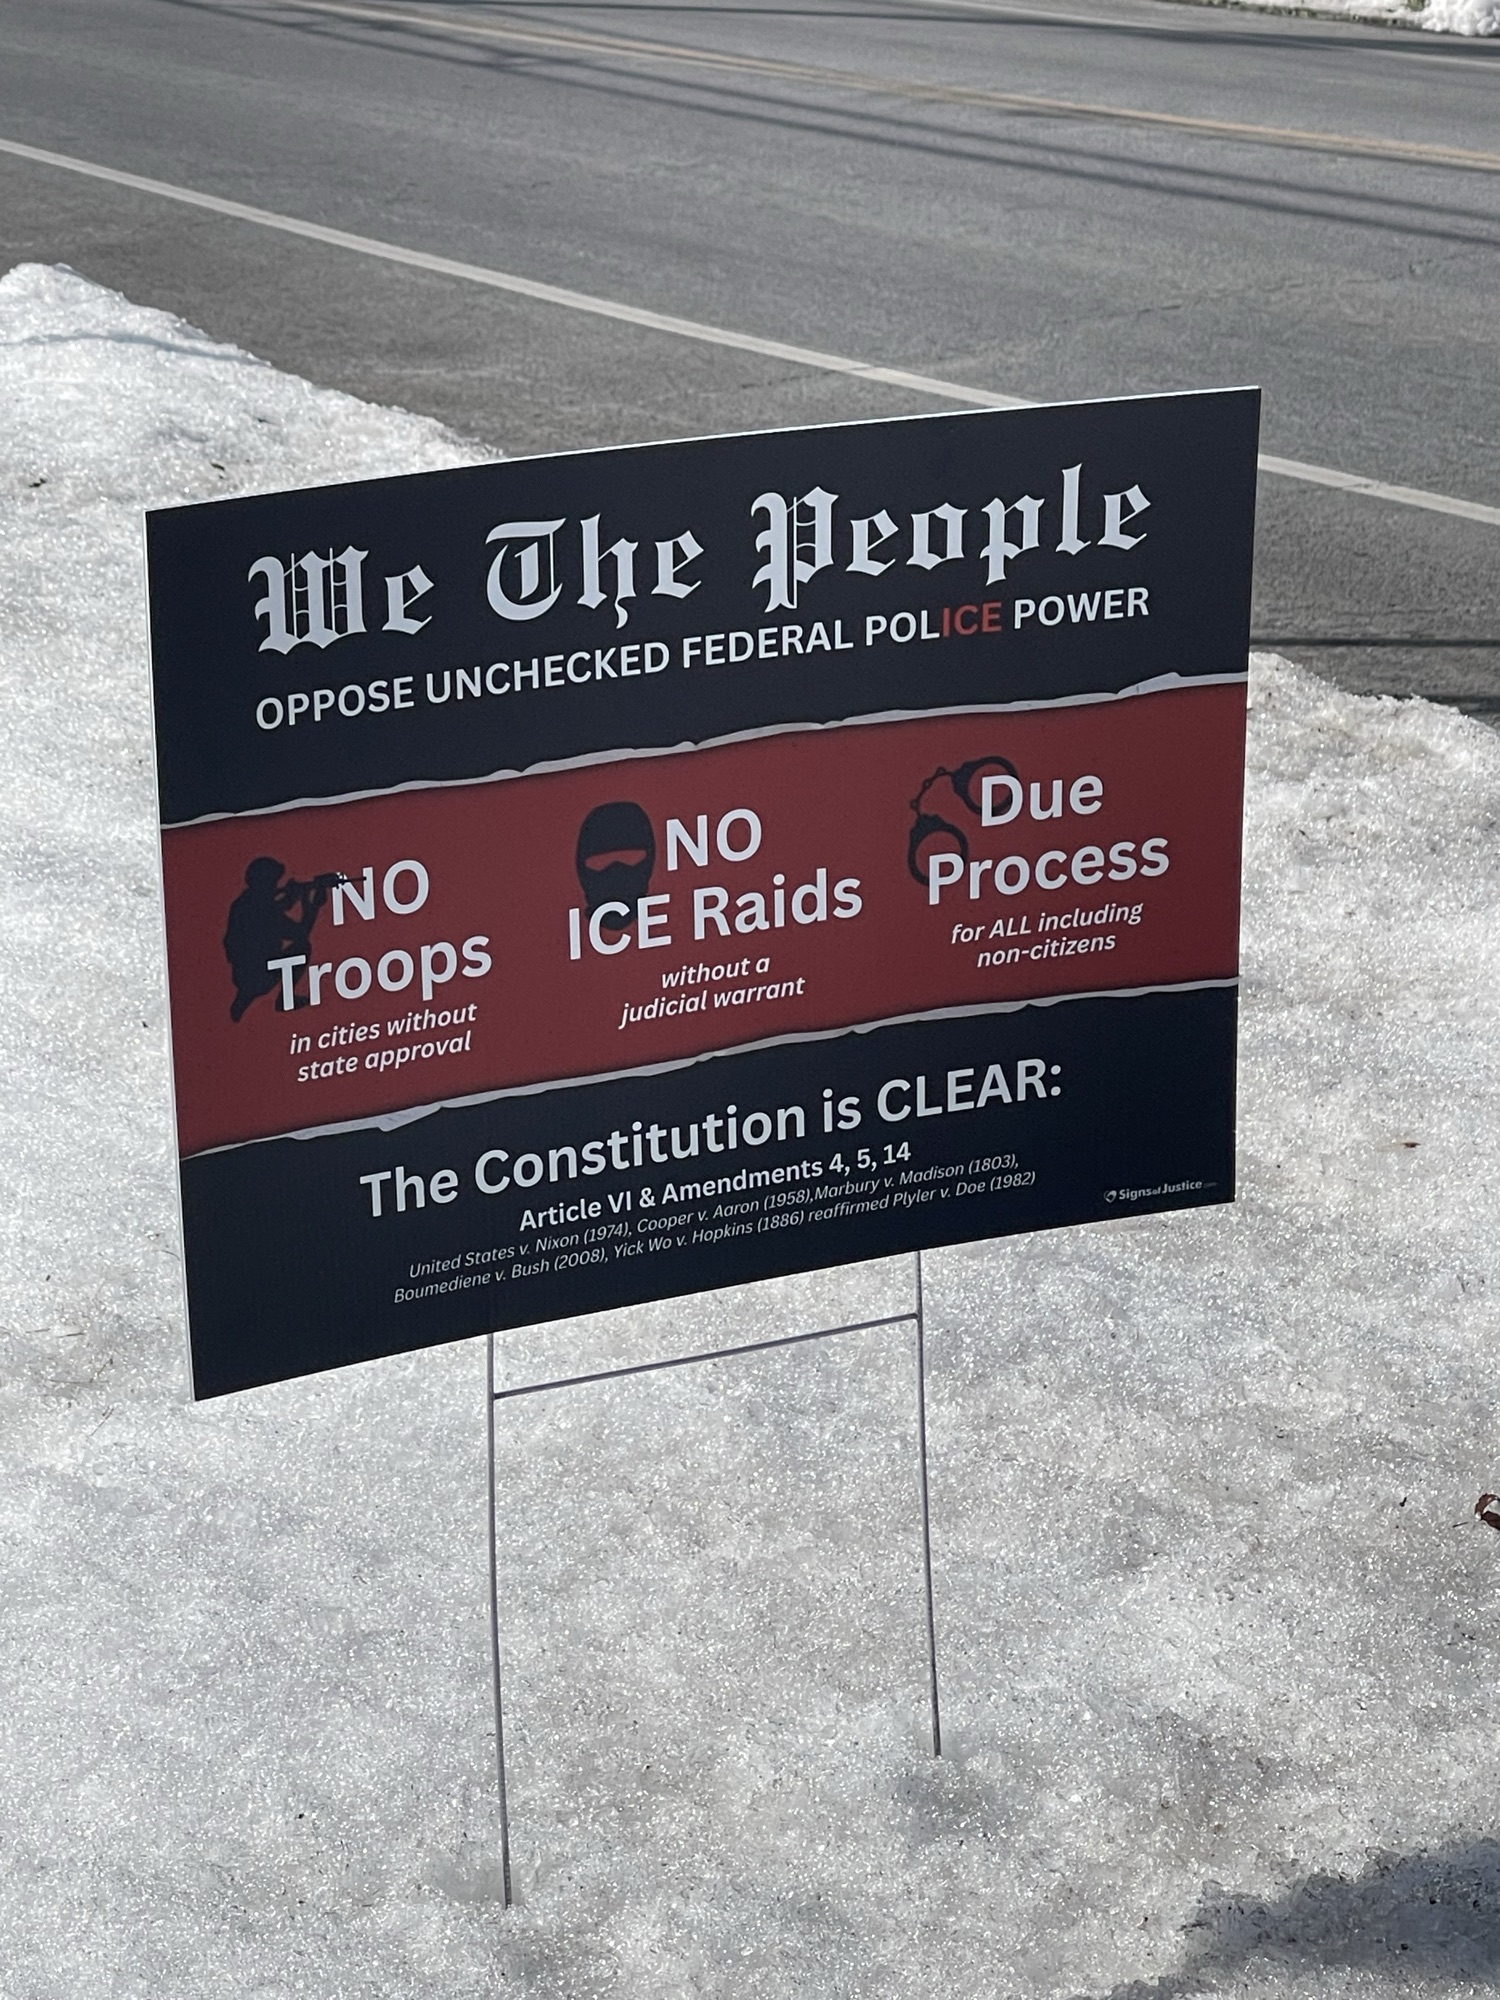 We The People
OPPOSE UNCHECKED FEDERAL POLICE POWER
NO
Troops
in cities without
state approval
NO
ICE Raids
without a
judicial warrant
Due
Process
for ALL including
non-citizens
The Constitution is CLEAR:
Article VI & Amendments 4, 5, 14
United States v. Nixon (1974), Cooper v. Aaron (1958),Marbury v. Madison (1803),
Boumediene v. Bush (2008), Yick Wo v. Hopkins (1886) reaffirmed Plyler v. Doe (1982)
SignsofJustice